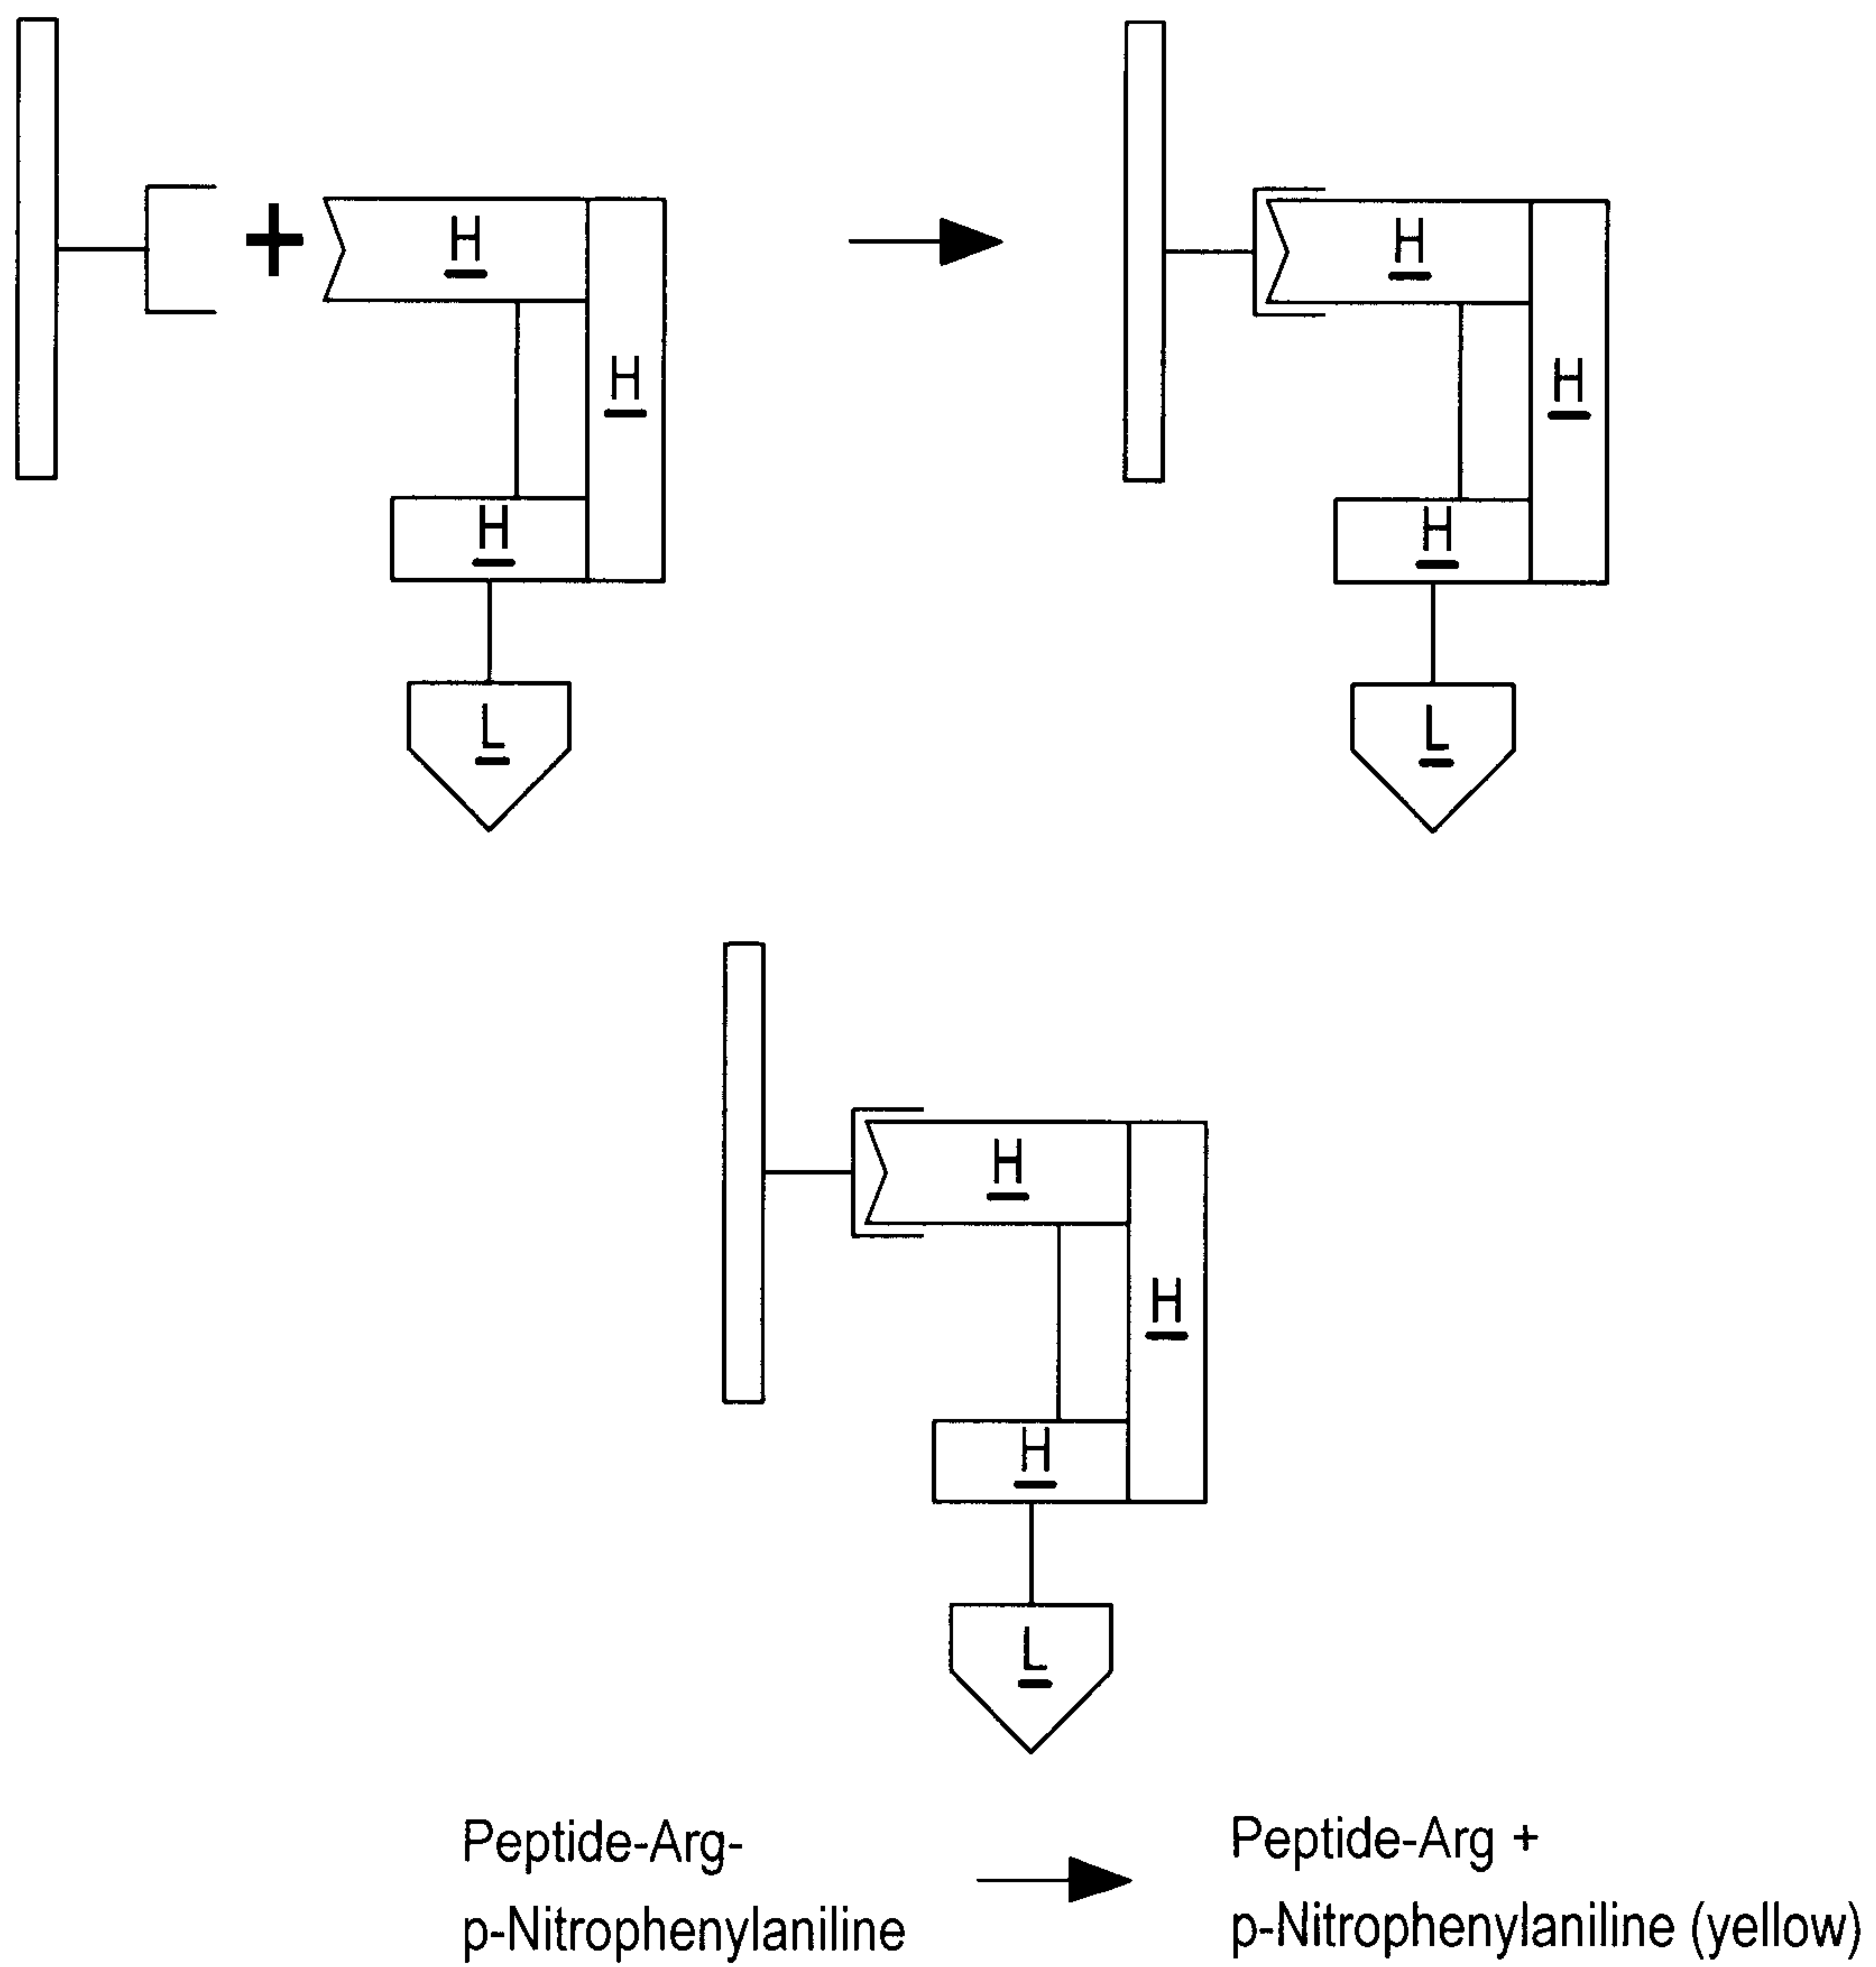 H
H
H
H
H
H
L
L
H
H
H
L
Peptide-Arg-
p-Nitrophenylaniline
Peptide-Arg +
p-Nitrophenylaniline (yellow)